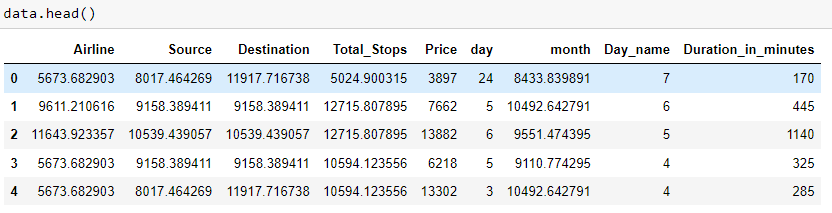 data.head()
Airline Source Destination Total_Stops Price day month Day_name Duration_in_minutes
0 5673.682903 8017.464269 11917.716738 5024.900315 3897 24 8433.839891 7 170
1 9611.210616 9158.389411 9158.389411 12715.807895 7662 5 10492.642791 6 445
2 11643.923357 10539.439057 10539.439057 12715.807895 13882 6 9551.474395 5 1140
3 5673.682903 9158.389411 9158.389411 10594.123556 6218 5 9110.774295 4 325
4 5673.682903 8017.464269 11917.716738 10594.123556 13302 3 10492.642791 4 285